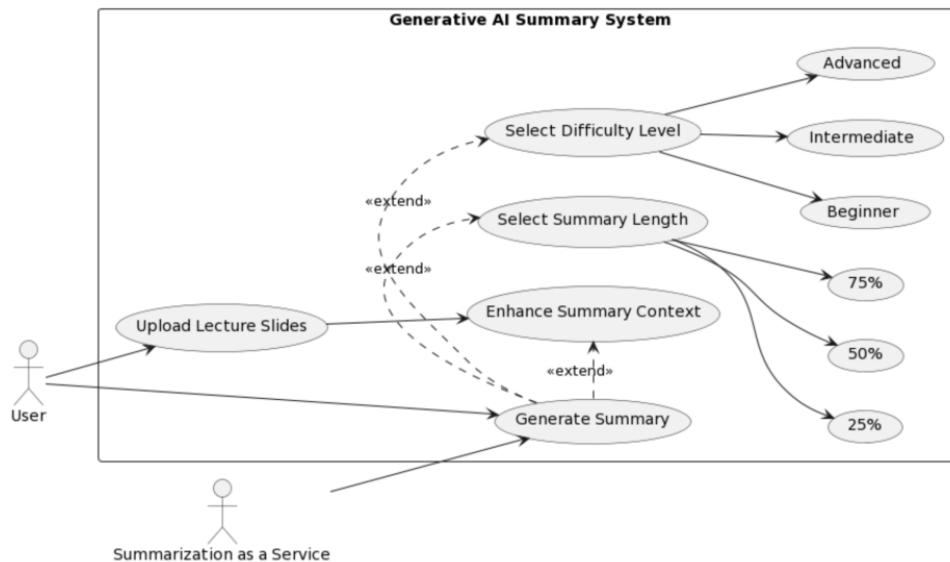 Generative AI Summary System
Advanced
Select Difficulty Level
Intermediate
«extend»
Beginner
Select Summary Length
«extend»
75%
Enhance Summary Context
Upload Lecture Slides
50%
«extend»
User
Generate Summary
25%
Summarization as a Service